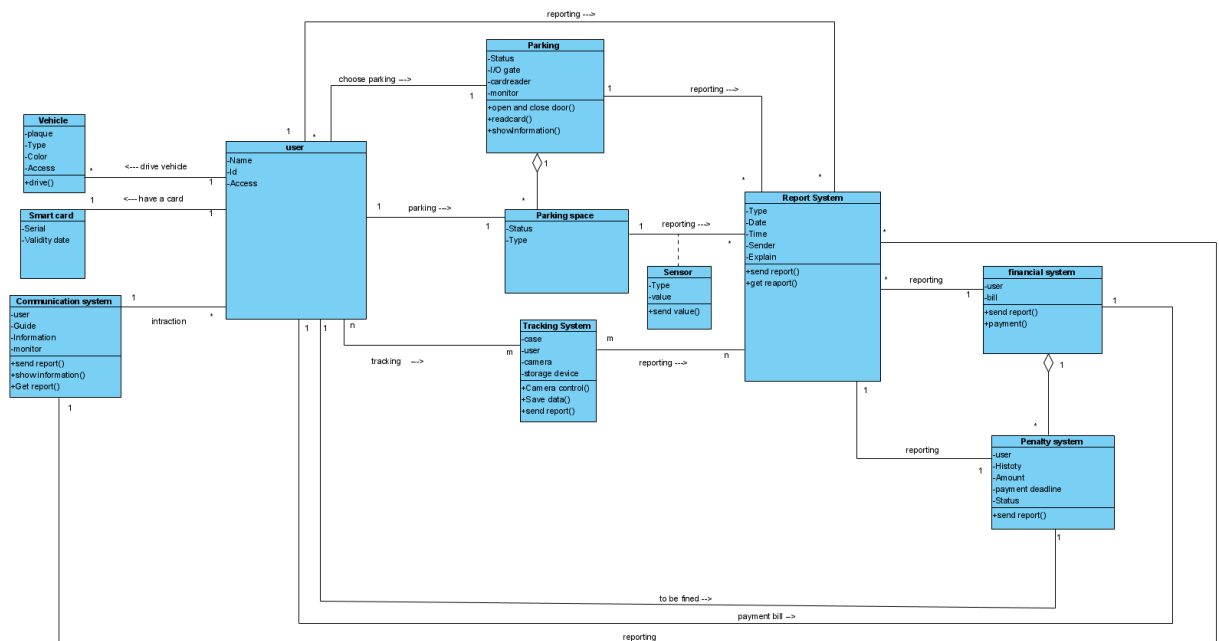 reporting --->
Parking
-Status
-I/O gate
-cardreader
-monitor
+open and close door()
+readcard()
+showInformation()
choose parking --->
1
1
reporting --->
1
*
1
*
*
*
Vehicle
-plaque
-Type
-Color
-Access
+drive()
*
<--- drive vehicle
1
user
-Name
-Id
-Access
1
<--- have a card
1
Smart card
-Serial
-Validity date
1
parking --->
1
Parking space
-Status
-Type
1
reporting --->
*
Sensor
-Type
-value
+send value()
Report System
-Type
-Date
-Time
-Sender
-Explain
+send report()
+get reaport()
*
*
reporting
1
financial system
-user
-bill
+send report()
+payment()
1
1
*
Communication system
-user
-Guide
-Information
-monitor
+send report()
+showinformation()
+Get report()
1
1
intraction
*
1
1
n
tracking --->
m
Tracking System
-case
-user
-camera
-storage device
+Camera control()
+Save data()
+send report()
m
reporting --->
n
1
reporting
1
Penalty system
-user
-Histoty
-Amount
-payment deadline
-Status
+send report()
1
to be fined -->
payment bill -->
reporting